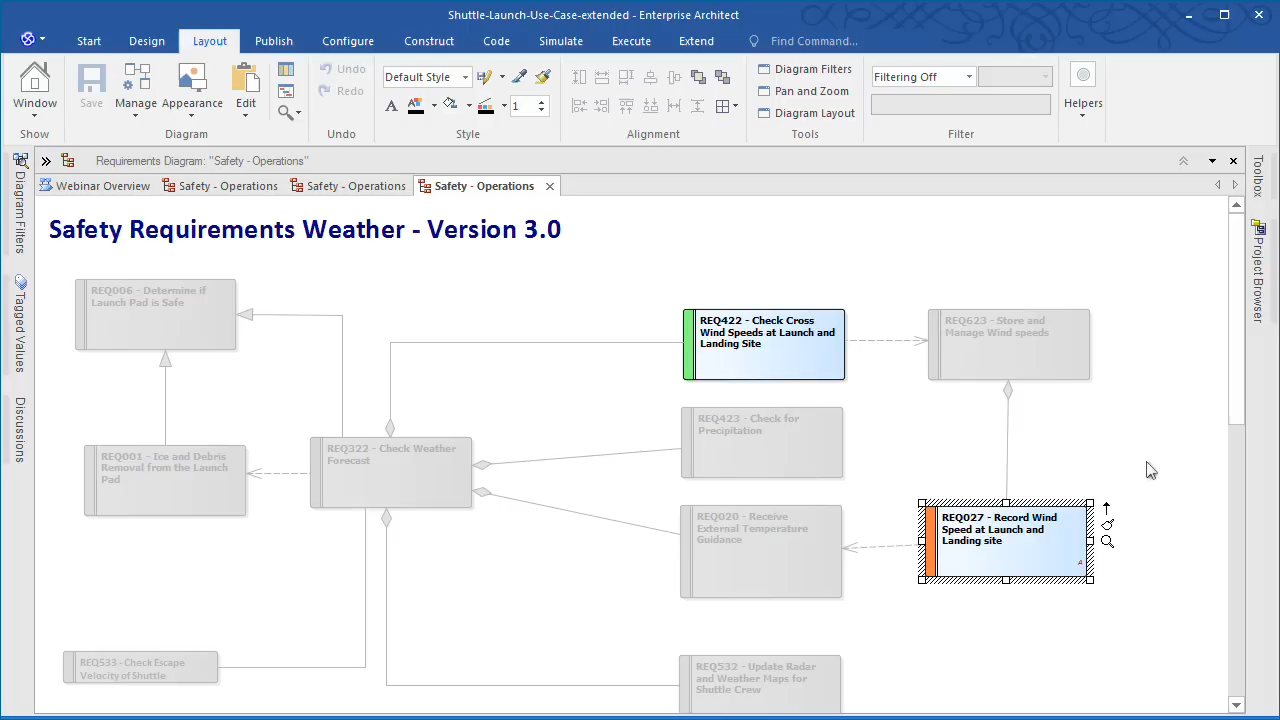 Shuttle-Launch-Use-Case-extended - Enterprise Architect
Start Design Layout Publish Configure Construct Code Simulate Execute Extend Find Command...
Window
Show
Save
Manage
Appearance
Edit
Diagram
Undo
Redo
Undo
Default Style
A
1
Style
Alignment
Diagram Filters
Pan and Zoom
Diagram Layout
Tools
Filtering Off
Filter
Helpers
Requirements Diagram: "Safety - Operations"
Webinar Overview Safety - Operations Safety - Operations Safety - Operations
Diagram Filters
Tagged Values
Discussions
Toolbox
Project Browser
Safety Requirements Weather - Version 3.0
REQ006 - Determine if
Launch Pad is Safe
REQ422 - Check Cross
Wind Speeds at Launch and
Landing Site
REQ623 - Store and
Manage Wind speeds
REQ423 - Check for
Precipitation
REQ001 - Ice and Debris
Removal from the Launch
Pad
REQ322 - Check Weather
Forecast
REQ020 - Receive
External Temperature
Guidance
REQ027 - Record Wind
Speed at Launch and
Landing site
A
REQ533 - Check Escape
Velocity of Shuttle
REQ532 - Update Radar
and Weather Maps for
Shuttle Crew